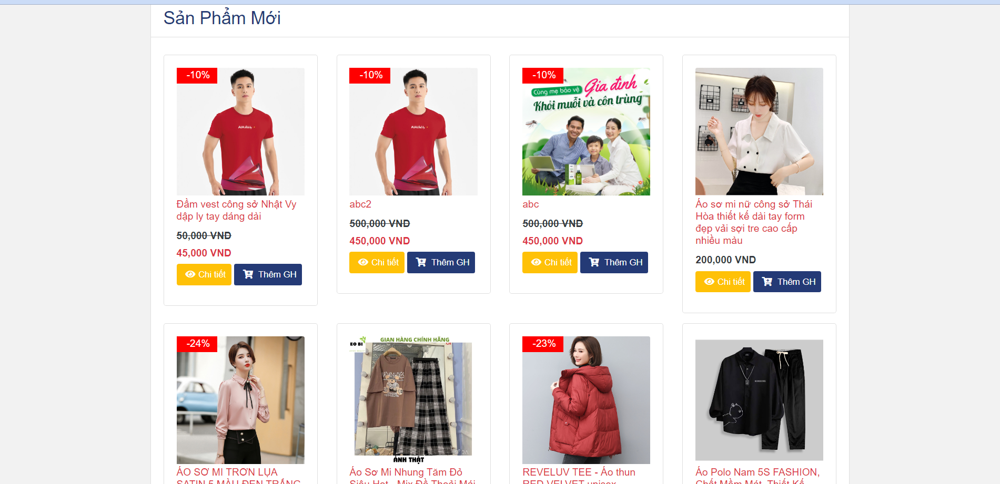 Sản Phẩm Mới
-10%
-10%
-10%
Cùng mẹ bảo vệ Gia đình
Khỏi muỗi và côn trùng
AIA
AIA
Đầm vest công sở Nhật Vy
dập ly tay dáng dài
50,000 VND
45,000 VND
Chi tiết
Thêm GH
abc2
500,000 VND
450,000 VND
Chi tiết
Thêm GH
abc
500,000 VND
450,000 VND
Chi tiết
Thêm GH
Áo sơ mi nữ công sở Thái
Hòa thiết kế dài tay form
đẹp vải sợi tre cao cấp
nhiều màu
200,000 VND
Chi tiết
Thêm GH
-24%
GIAN HÀNG CHÍNH HÃNG
EO BI
CH
ẢNH THẬT
-23%
SOMEONE
ÁO SƠ MI TRƠN LỤA
SATIN 5 MÀU ĐEN TRẮNG
Áo Sơ Mi Nhung Tăm Đỏ
Siêu Hot - Mix Đồ Thoải Mái
REVELUV TEE - Áo thun
RED VELVET unisex
Áo Polo Nam 5S FASHION,
Chất Mềm Mát, Thiết Kế